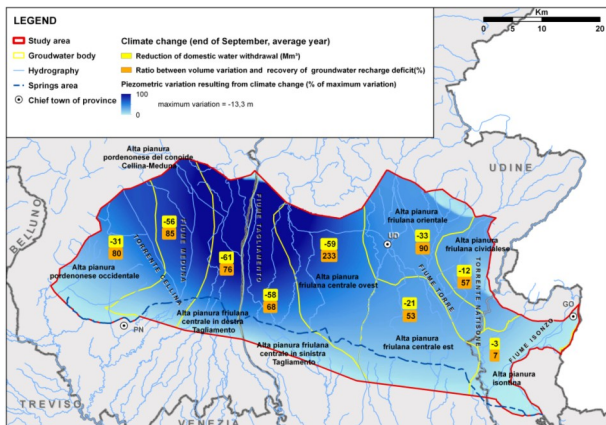 LEGEND
Study area
Groudwater body
Hydrography
Springs area
Chief town of province
Climate change (end of September, average year)
Reduction of domestic water withdrawal (Mm³)
Ratio between volume variation and recovery of groundwater recharge deficit(%)
Piezometric variation resulting from climate change (% of maximum variation)
100
0
maximum variation = -13,3 m
Km
0 5 10 20
BELLUNO
UDINE
TREVISO
VENEZIA
Alta pianura
pordenonese del conoide
Cellina-Meduna
-56
85
-31
80
Alta pianura
pordenonese occidentale
TORRENTE CELLINA
FIUME MEDUNA
-61
76
FIUME TAGLIAMENTO
-58
68
-59
233
Alta pianura
friulana centrale ovest
Alta pianura
friulana orientale
UD
-33
90
Alta pianura
friulana cividalese
-12
57
FIUME TORRE
TORRENTE NATISONE
-21
53
Alta pianura
friulana centrale est
PN
Alta pianura friulana
centrale in destra
Tagliamento
Alta pianura friulana
centrale in sinistra
Tagliamento
-3
7
FIUME ISONZO
GO
Alta pianura
isontina